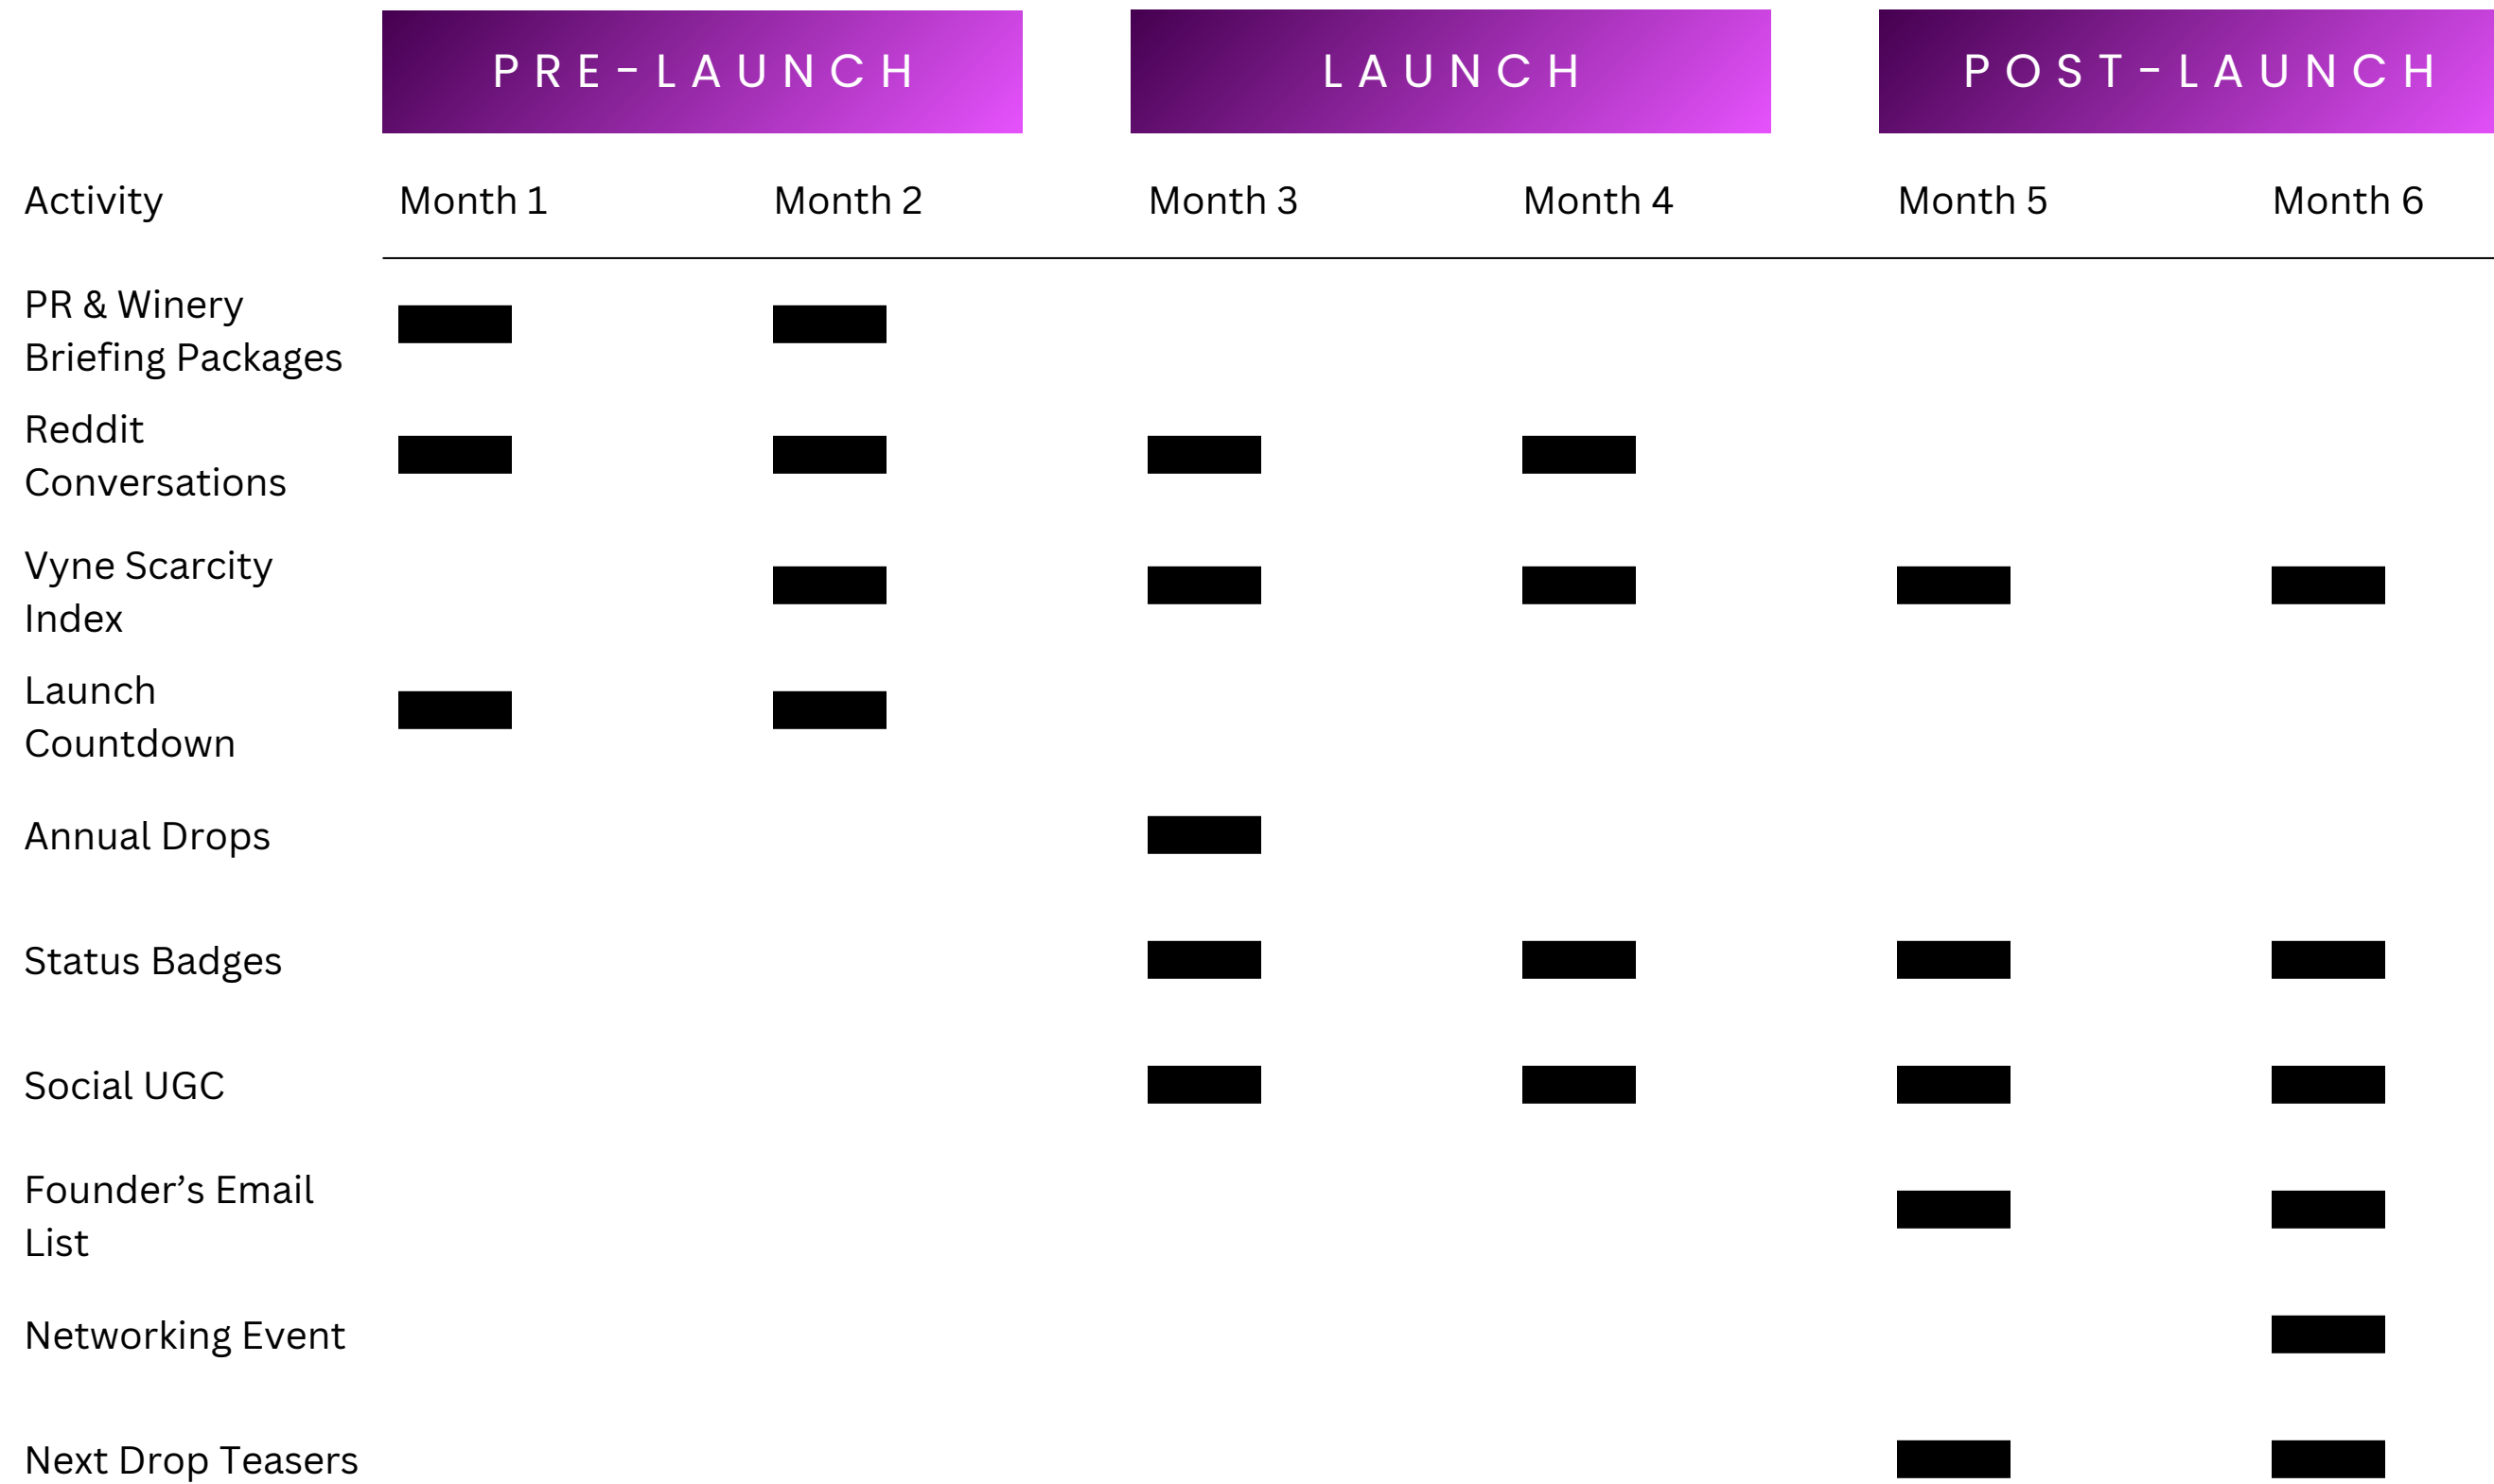 PRE-LAUNCH
LAUNCH
POST-LAUNCH
Activity
Month 1
Month 2
Month 3
Month 4
Month 5
Month 6
PR & Winery
Briefing Packages
Reddit
Conversations
Vyne Scarcity
Index
Launch
Countdown
Annual Drops
Status Badges
Social UGC
Founder’s Email
List
Networking Event
Next Drop Teasers